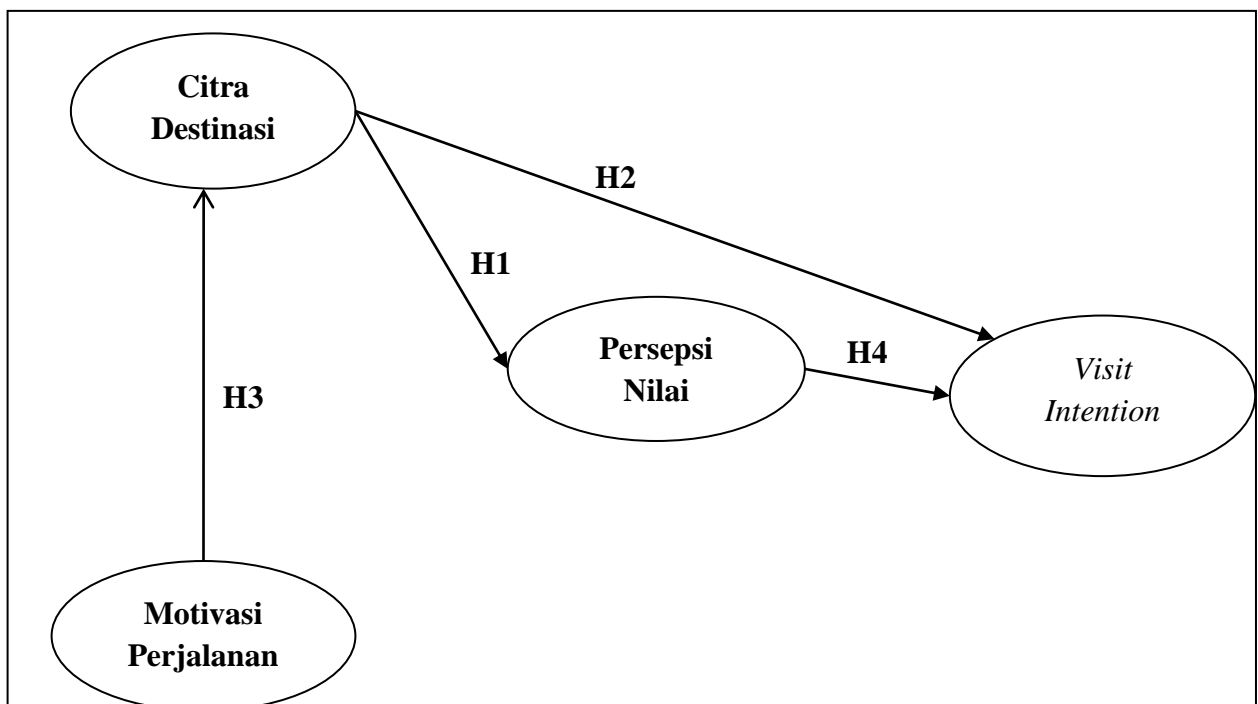 Citra
Destinasi
H2
H1
Persepsi
Nilai
H4
Visit
Intention
H3
Motivasi
Perjalanan